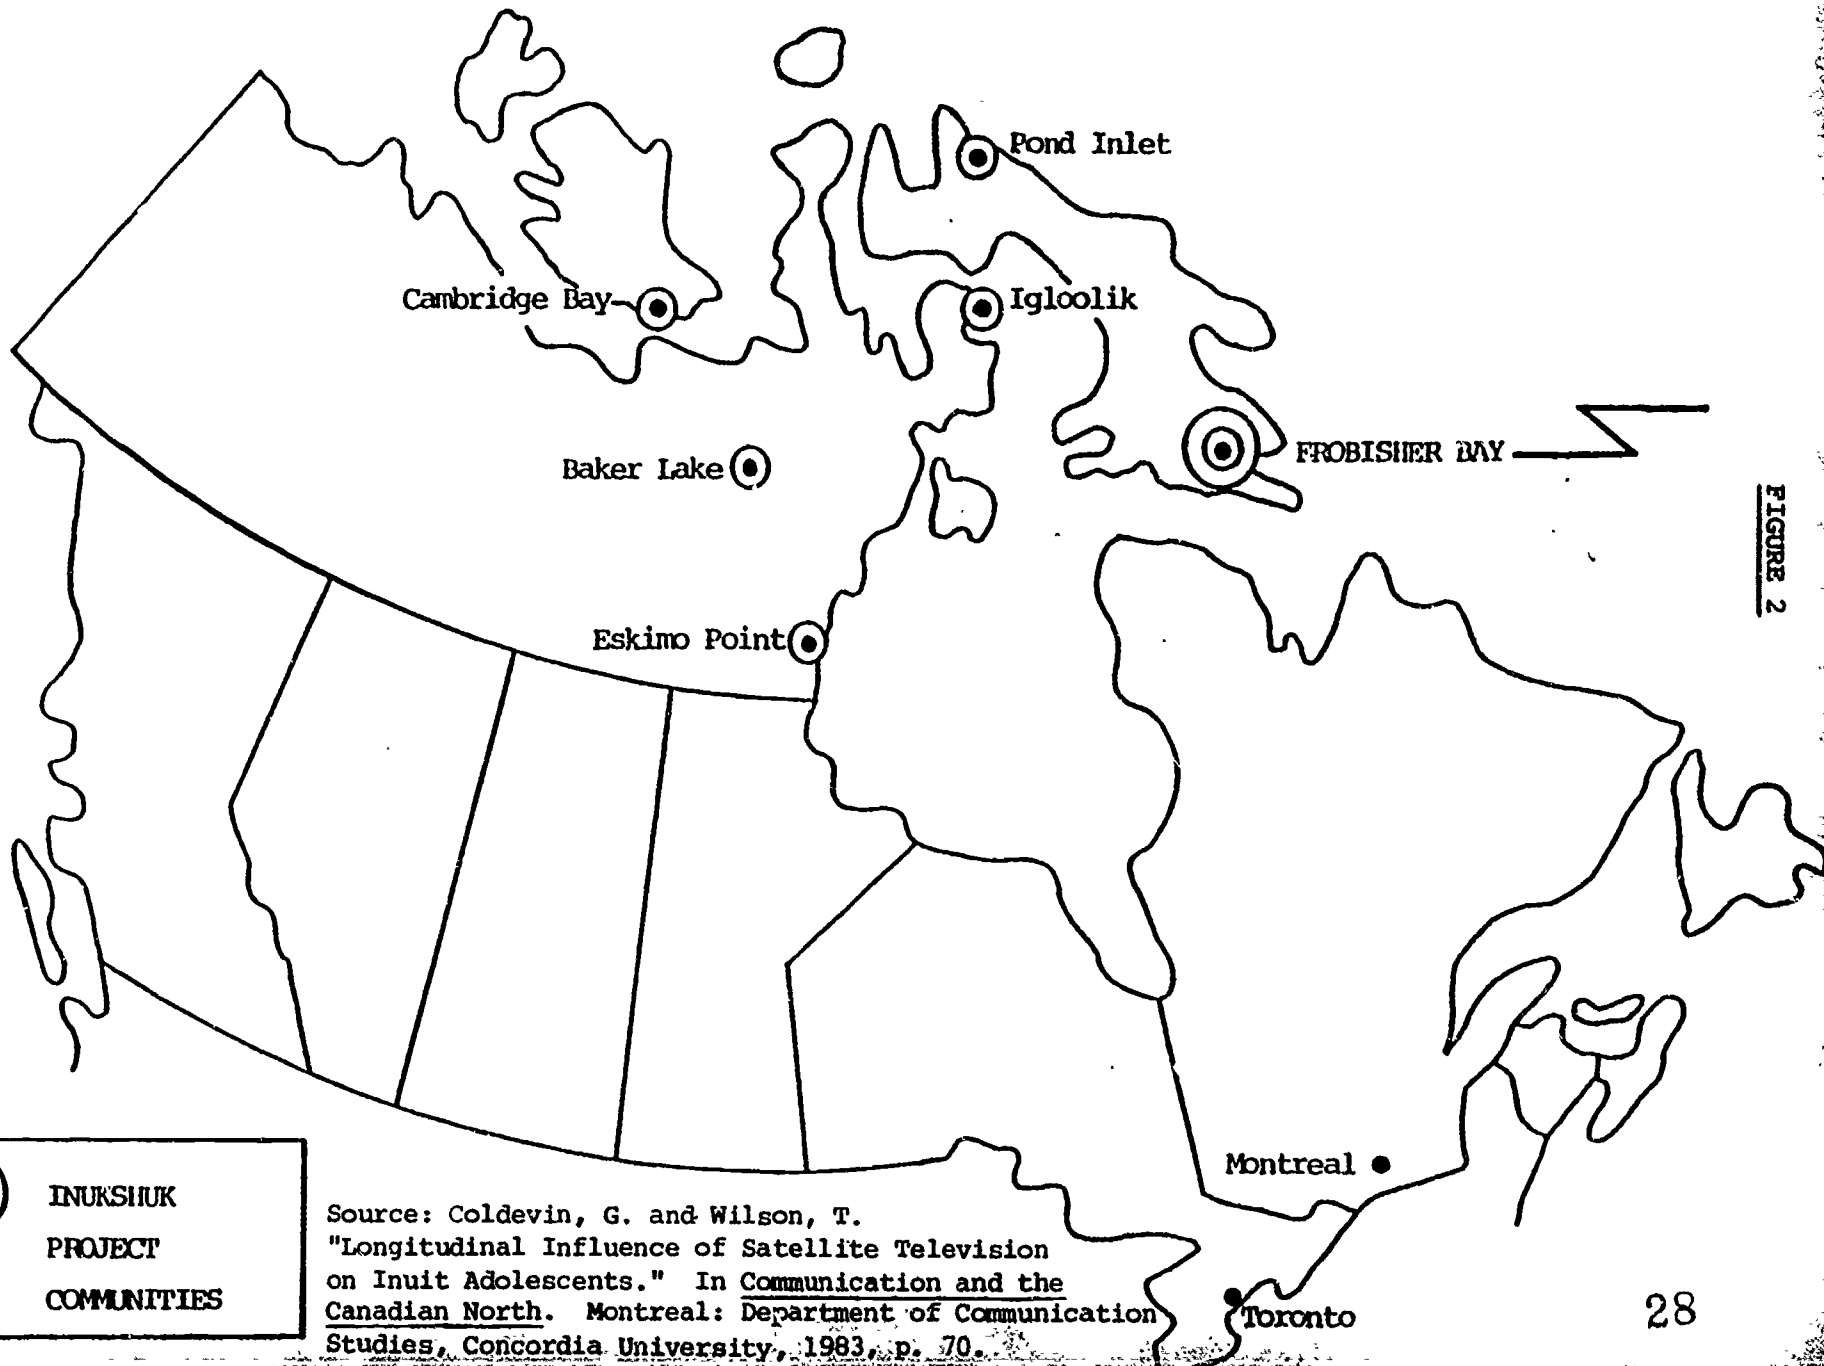 Pond Inlet
Cambridge Bay
Igloolik
Baker Lake
FROBISHER BAY
FIGURE 2
Eskimo Point
Montreal
INUKSHUK
PROJECT
COMMUNITIES
Source: Coldevin, G. and Wilson, T.
"Longitudinal Influence of Satellite Television
on Inuit Adolescents." In Communication and the
Canadian North. Montreal: Department of Communication
Studies, Concordia University, 1983, p. 70.
Toronto
28